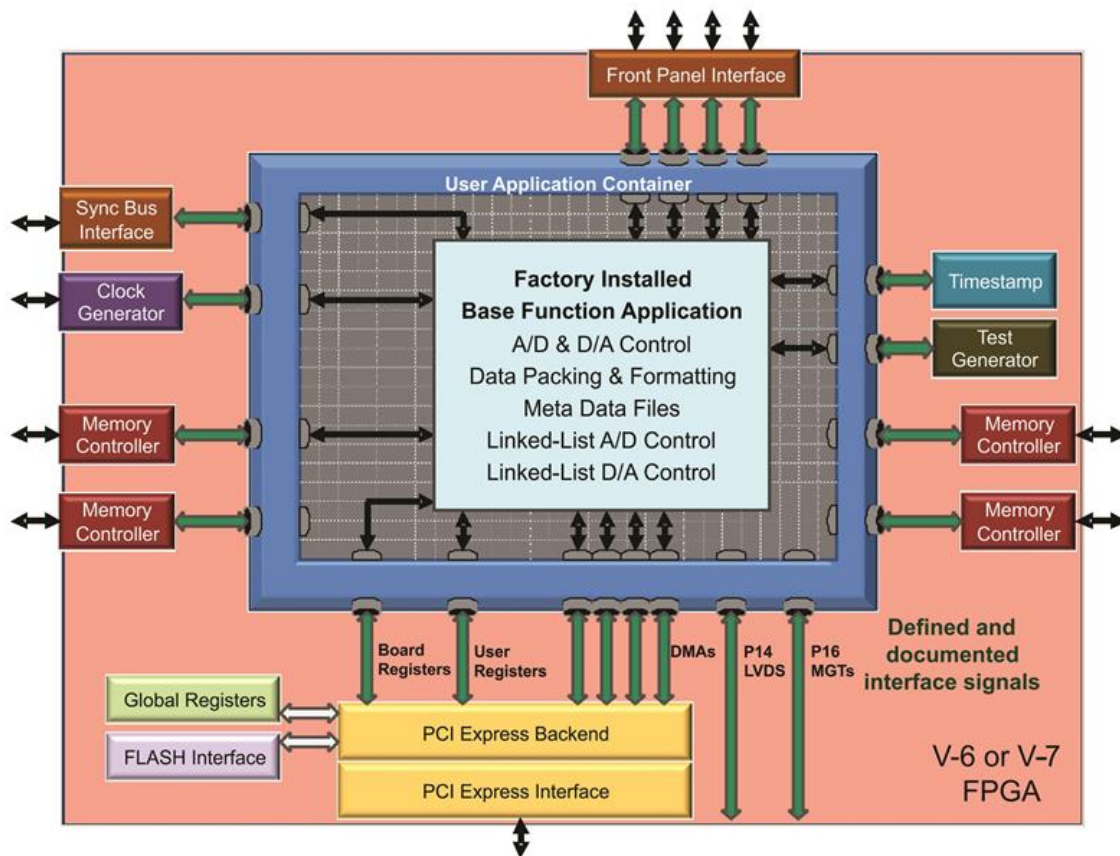 Front Panel Interface
User Application Container
Sync Bus
Interface
Clock
Generator
Memory
Controller
Memory
Controller
Factory Installed
Base Function Application
A/D & D/A Control
Data Packing & Formatting
Meta Data Files
Linked-List A/D Control
Linked-List D/A Control
Timestamp
Test
Generator
Memory
Controller
Memory
Controller
Board
Registers
User
Registers
DMAs
P14
LVDS
P16
MGTs
Defined and
documented
interface signals
Global Registers
FLASH Interface
PCI Express Backend
PCI Express Interface
V-6 or V-7
FPGA